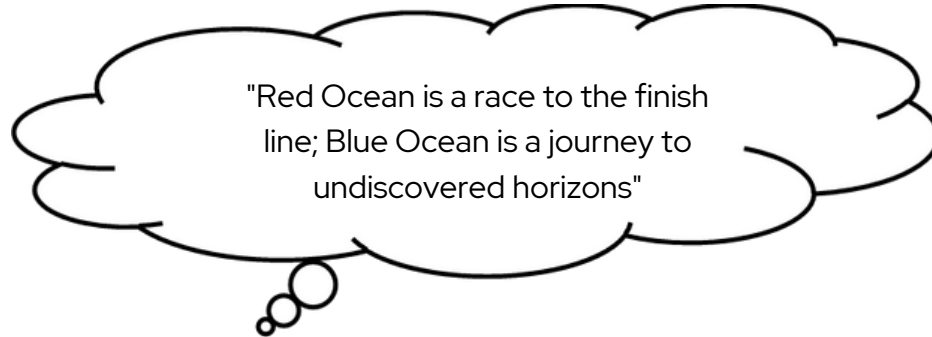 "Red Ocean is a race to the finish
line; Blue Ocean is a journey to
undiscovered horizons"